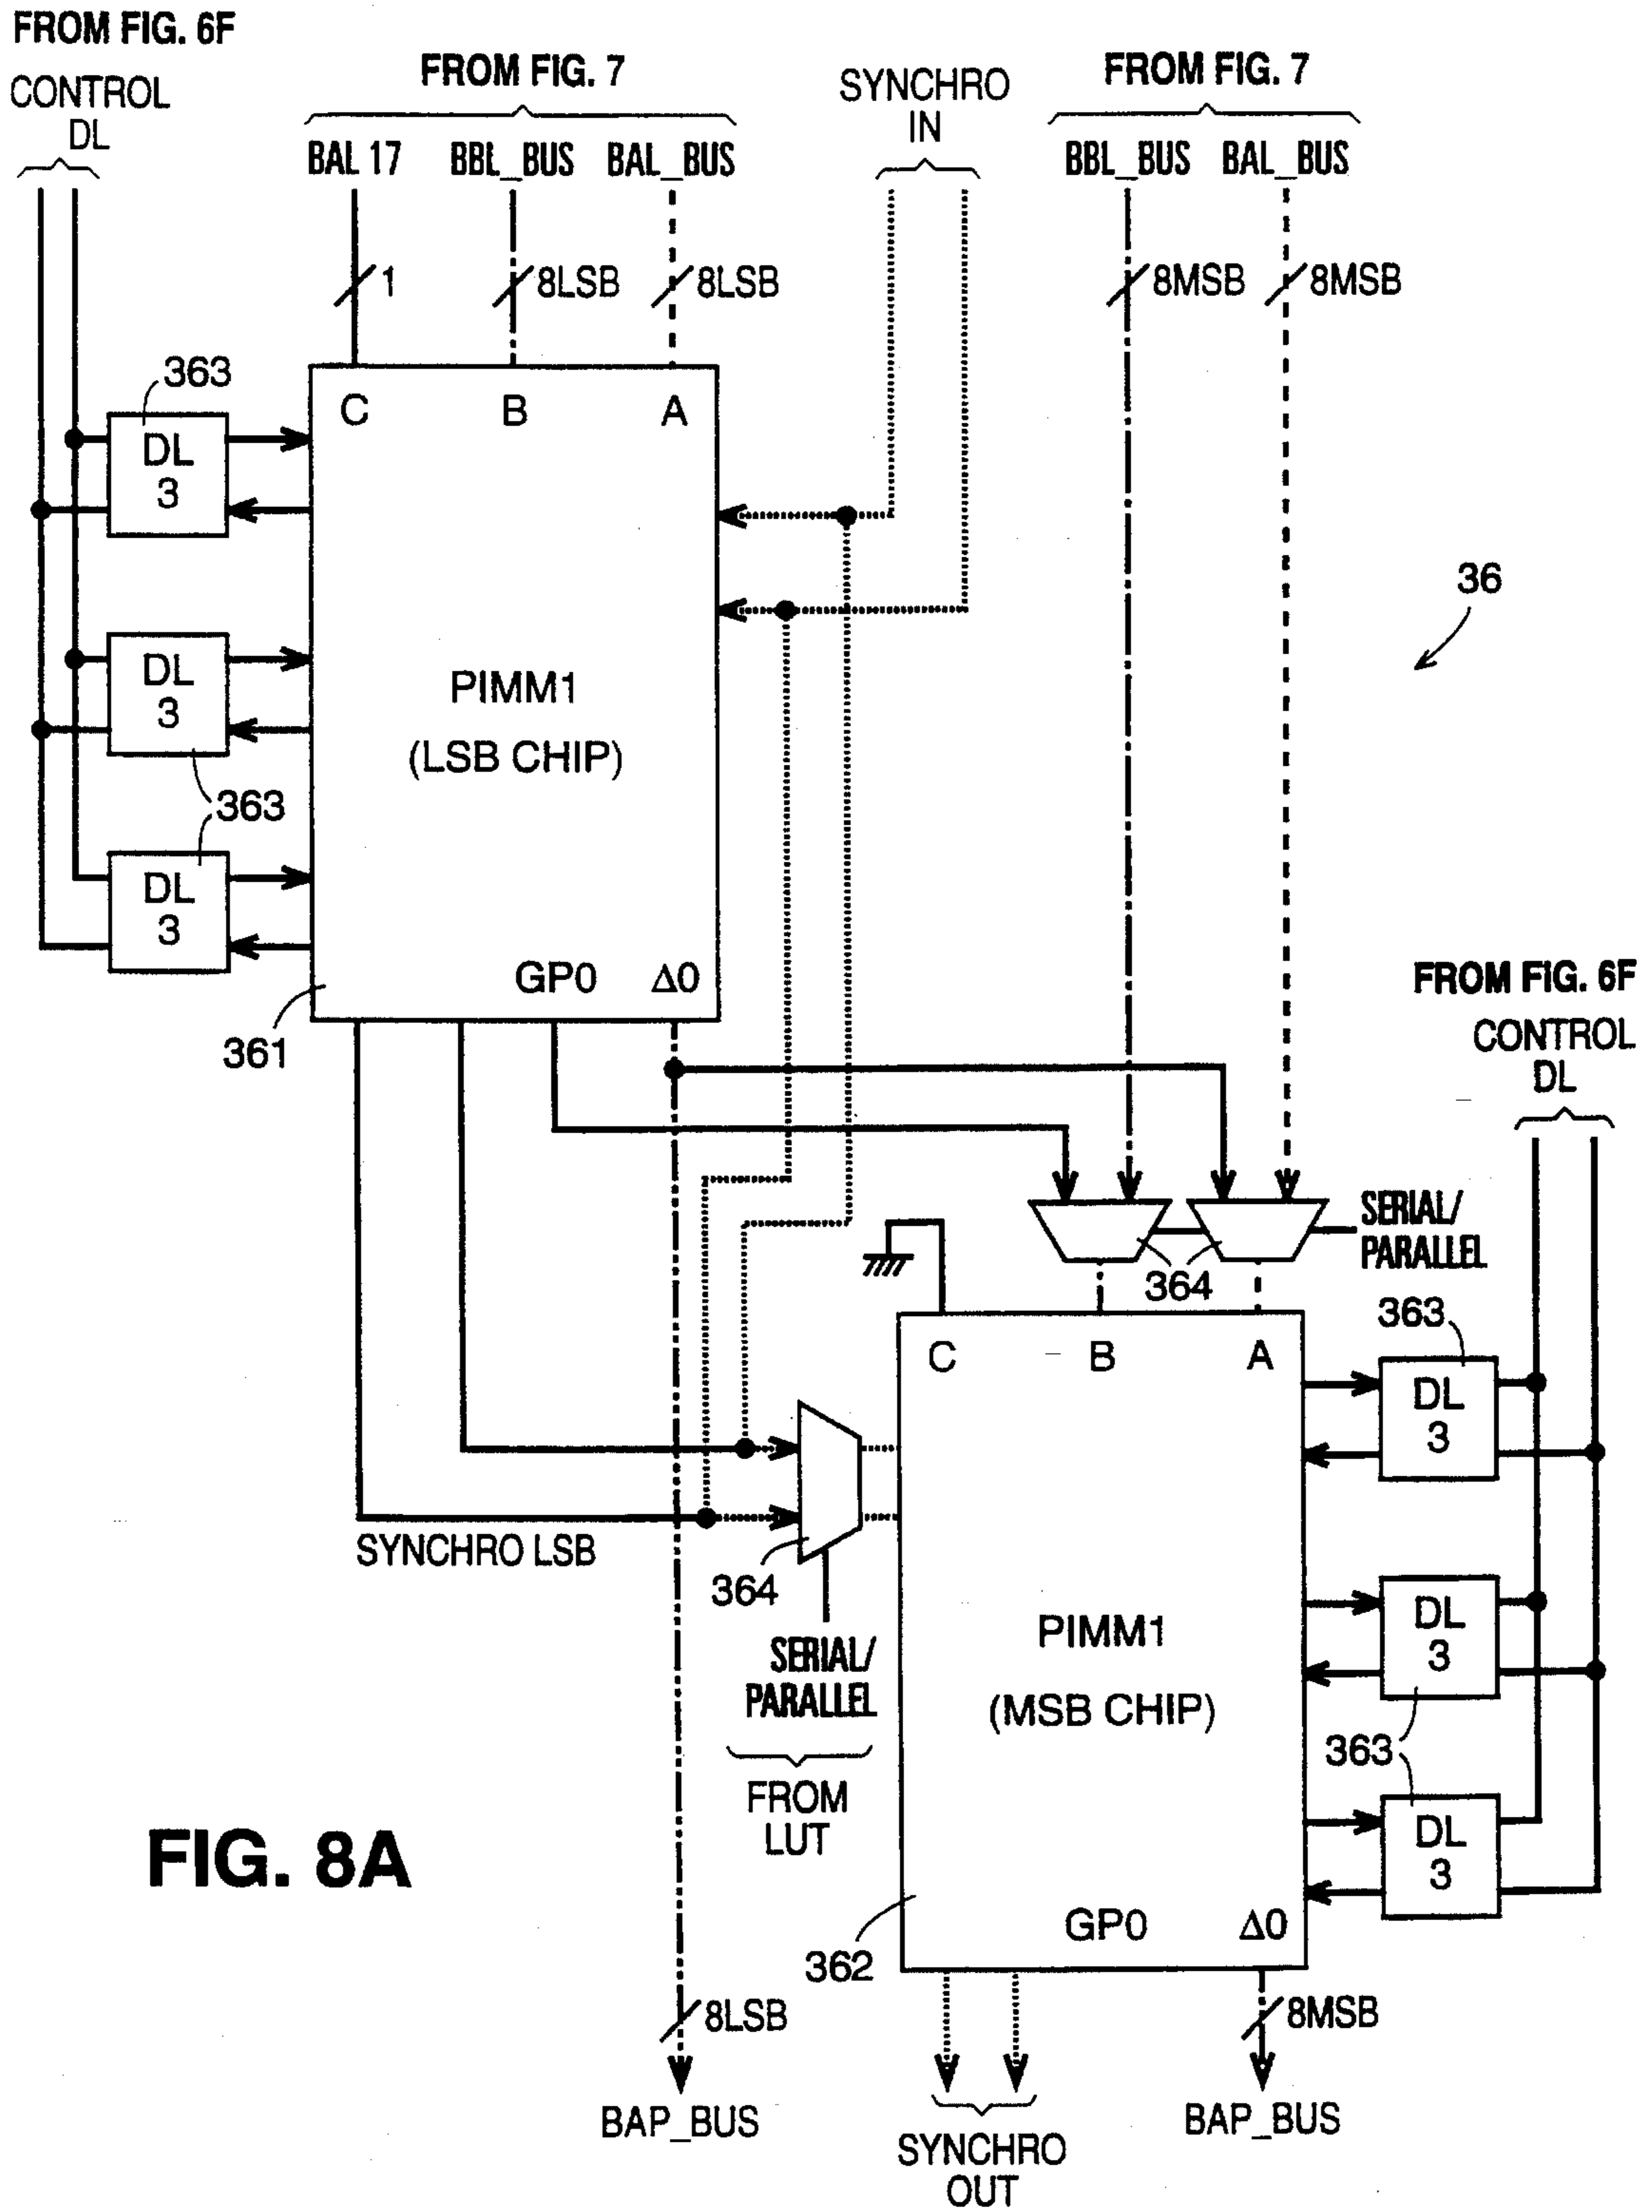 FROM FIG. 6F
CONTROL
DL
FROM FIG. 7
BAL 17
BBL_BUS
BAL_BUS
SYNCHRO
IN
FROM FIG. 7
BBL_BUS
BAL_BUS
1
8LSB
8LSB
8MSB
8MSB
363
DL
3
C
B
A
36
DL
3
363
PIMM1
(LSB CHIP)
DL
3
GP0
Δ0
361
FROM FIG. 6F
CONTROL
DL
SERIAL/
PARALLEL
364
363
C
B
A
DL
3
SYNCHRO LSB
364
SERIAL/
PARALLEL
FROM
LUT
PIMM1
(MSB CHIP)
DL
3
363
DL
3
FIG. 8A
GP0
Δ0
362
8LSB
8MSB
BAP_BUS
SYNCHRO
OUT
BAP_BUS